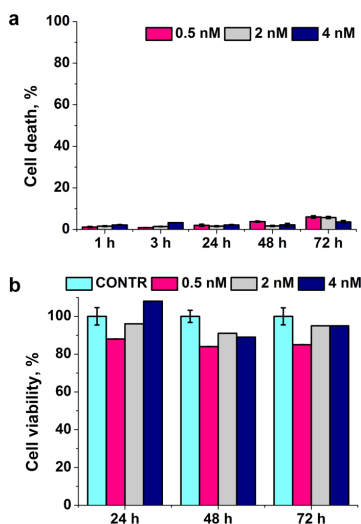 a
0.5 nM 2 nM 4 nM
Cell death, %
100
80
60
40
20
0
1 h 3 h 24 h 48 h 72 h
b
CONTR 0.5 nM 2 nM 4 nM
Cell viability, %
100
80
60
40
20
0
24 h 48 h 72 h